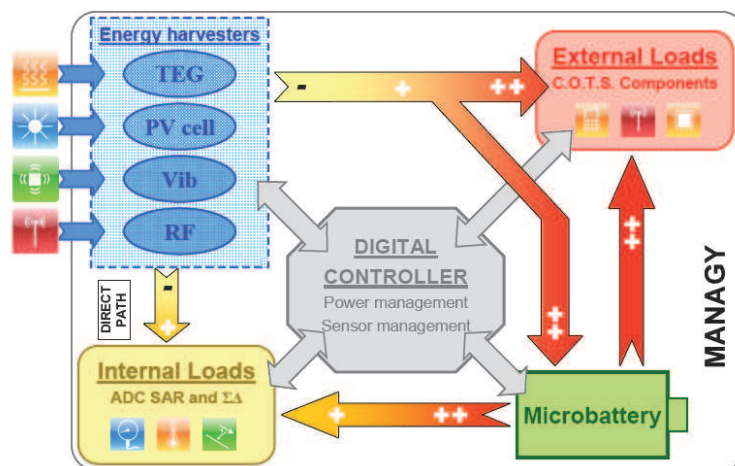 Energy harvesters
TEG
PV cell
Vib
RF
- + ++
External Loads
C.O.T.S. Components
DIGITAL
CONTROLLER
Power management
Sensor management
DIRECT
PATH
-
+
++
++
MANAGY
Internal Loads
ADC SAR and ΣΔ
+ ++
Microbattery